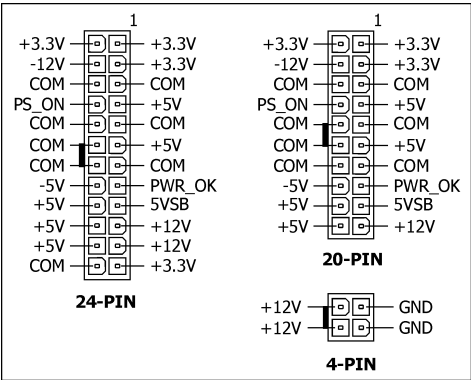 1
+3.3V +3.3V
-12V +3.3V
COM COM
PS_ON +5V
COM COM
COM +5V
COM COM
-5V PWR_OK
+5V 5VSB
+5V +12V
+5V +12V
COM +3.3V
24-PIN
1
+3.3V +3.3V
-12V +3.3V
COM COM
PS_ON +5V
COM COM
COM +5V
COM COM
-5V PWR_OK
+5V 5VSB
+5V +12V
20-PIN
+12V GND
+12V GND
4-PIN